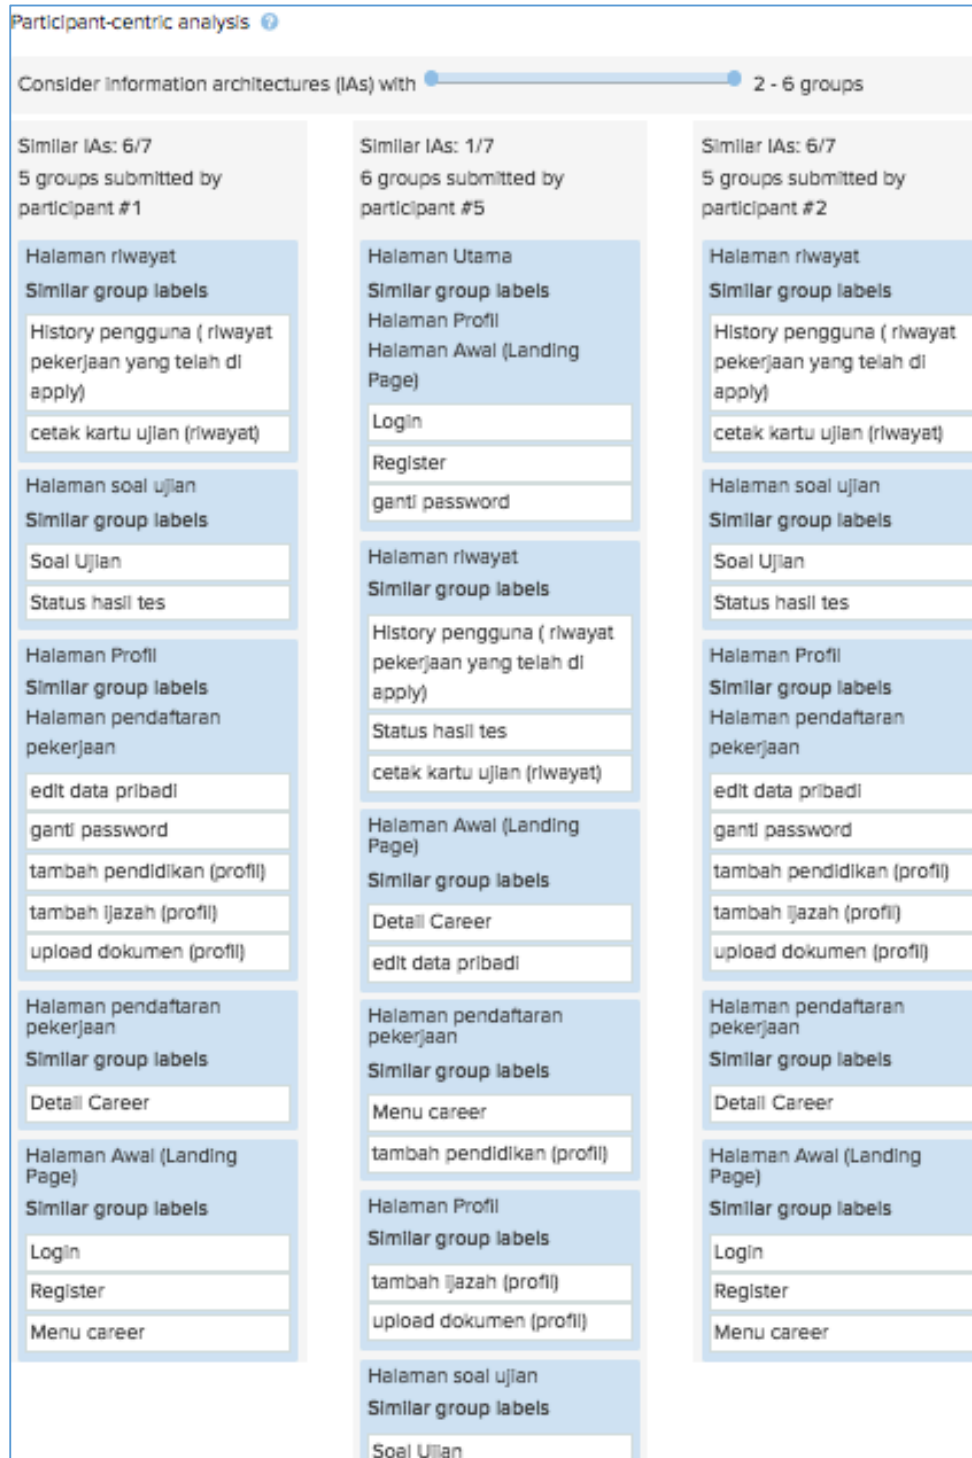 Participant-centric analysis ?
Consider information architectures (IAs) with 2 - 6 groups
Similar IAs: 6/7
5 groups submitted by
participant #1
Halaman riwayat
Similar group labels
History pengguna ( riwayat
pekerjaan yang telah di
apply)
cetak kartu ujian (riwayat)
Halaman soal ujian
Similar group labels
Soal Ujian
Status hasil tes
Halaman Profil
Similar group labels
Halaman pendaftaran
pekerjaan
edit data pribadi
ganti password
tambah pendidikan (profil)
tambah ijazah (profil)
upload dokumen (profil)
Halaman pendaftaran
pekerjaan
Similar group labels
Detail Career
Halaman Awal (Landing
Page)
Similar group labels
Login
Register
Menu career
Similar IAs: 1/7
6 groups submitted by
participant #5
Halaman Utama
Similar group labels
Halaman Profil
Halaman Awal (Landing
Page)
Login
Register
ganti password
Halaman riwayat
Similar group labels
History pengguna ( riwayat
pekerjaan yang telah di
apply)
Status hasil tes
cetak kartu ujian (riwayat)
Halaman Awal (Landing
Page)
Similar group labels
Detail Career
edit data pribadi
Halaman pendaftaran
pekerjaan
Similar group labels
Menu career
tambah pendidikan (profil)
Halaman Profil
Similar group labels
tambah ijazah (profil)
upload dokumen (profil)
Halaman soal ujian
Similar group labels
Soal Ujian
Similar IAs: 6/7
5 groups submitted by
participant #2
Halaman riwayat
Similar group labels
History pengguna ( riwayat
pekerjaan yang telah di
apply)
cetak kartu ujian (riwayat)
Halaman soal ujian
Similar group labels
Soal Ujian
Status hasil tes
Halaman Profil
Similar group labels
Halaman pendaftaran
pekerjaan
edit data pribadi
ganti password
tambah pendidikan (profil)
tambah ijazah (profil)
upload dokumen (profil)
Halaman pendaftaran
pekerjaan
Similar group labels
Detail Career
Halaman Awal (Landing
Page)
Similar group labels
Login
Register
Menu career